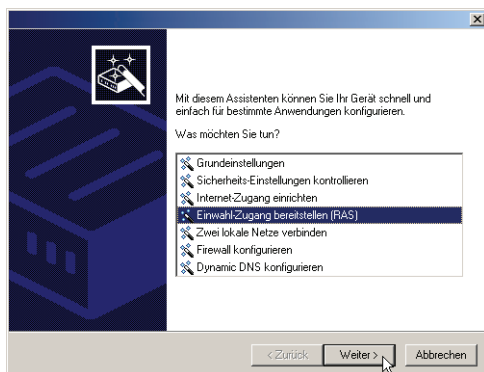 Mit diesem Assistenten können Sie Ihr Gerät schnell und
einfach für bestimmte Anwendungen konfigurieren.
Was möchten Sie tun?
Grundeinstellungen
Sicherheits-Einstellungen kontrollieren
Internet-Zugang einrichten
Einwahl-Zugang bereitstellen (RAS)
Zwei lokale Netze verbinden
Firewall konfigurieren
Dynamic DNS konfigurieren
< Zurück Weiter > Abbrechen